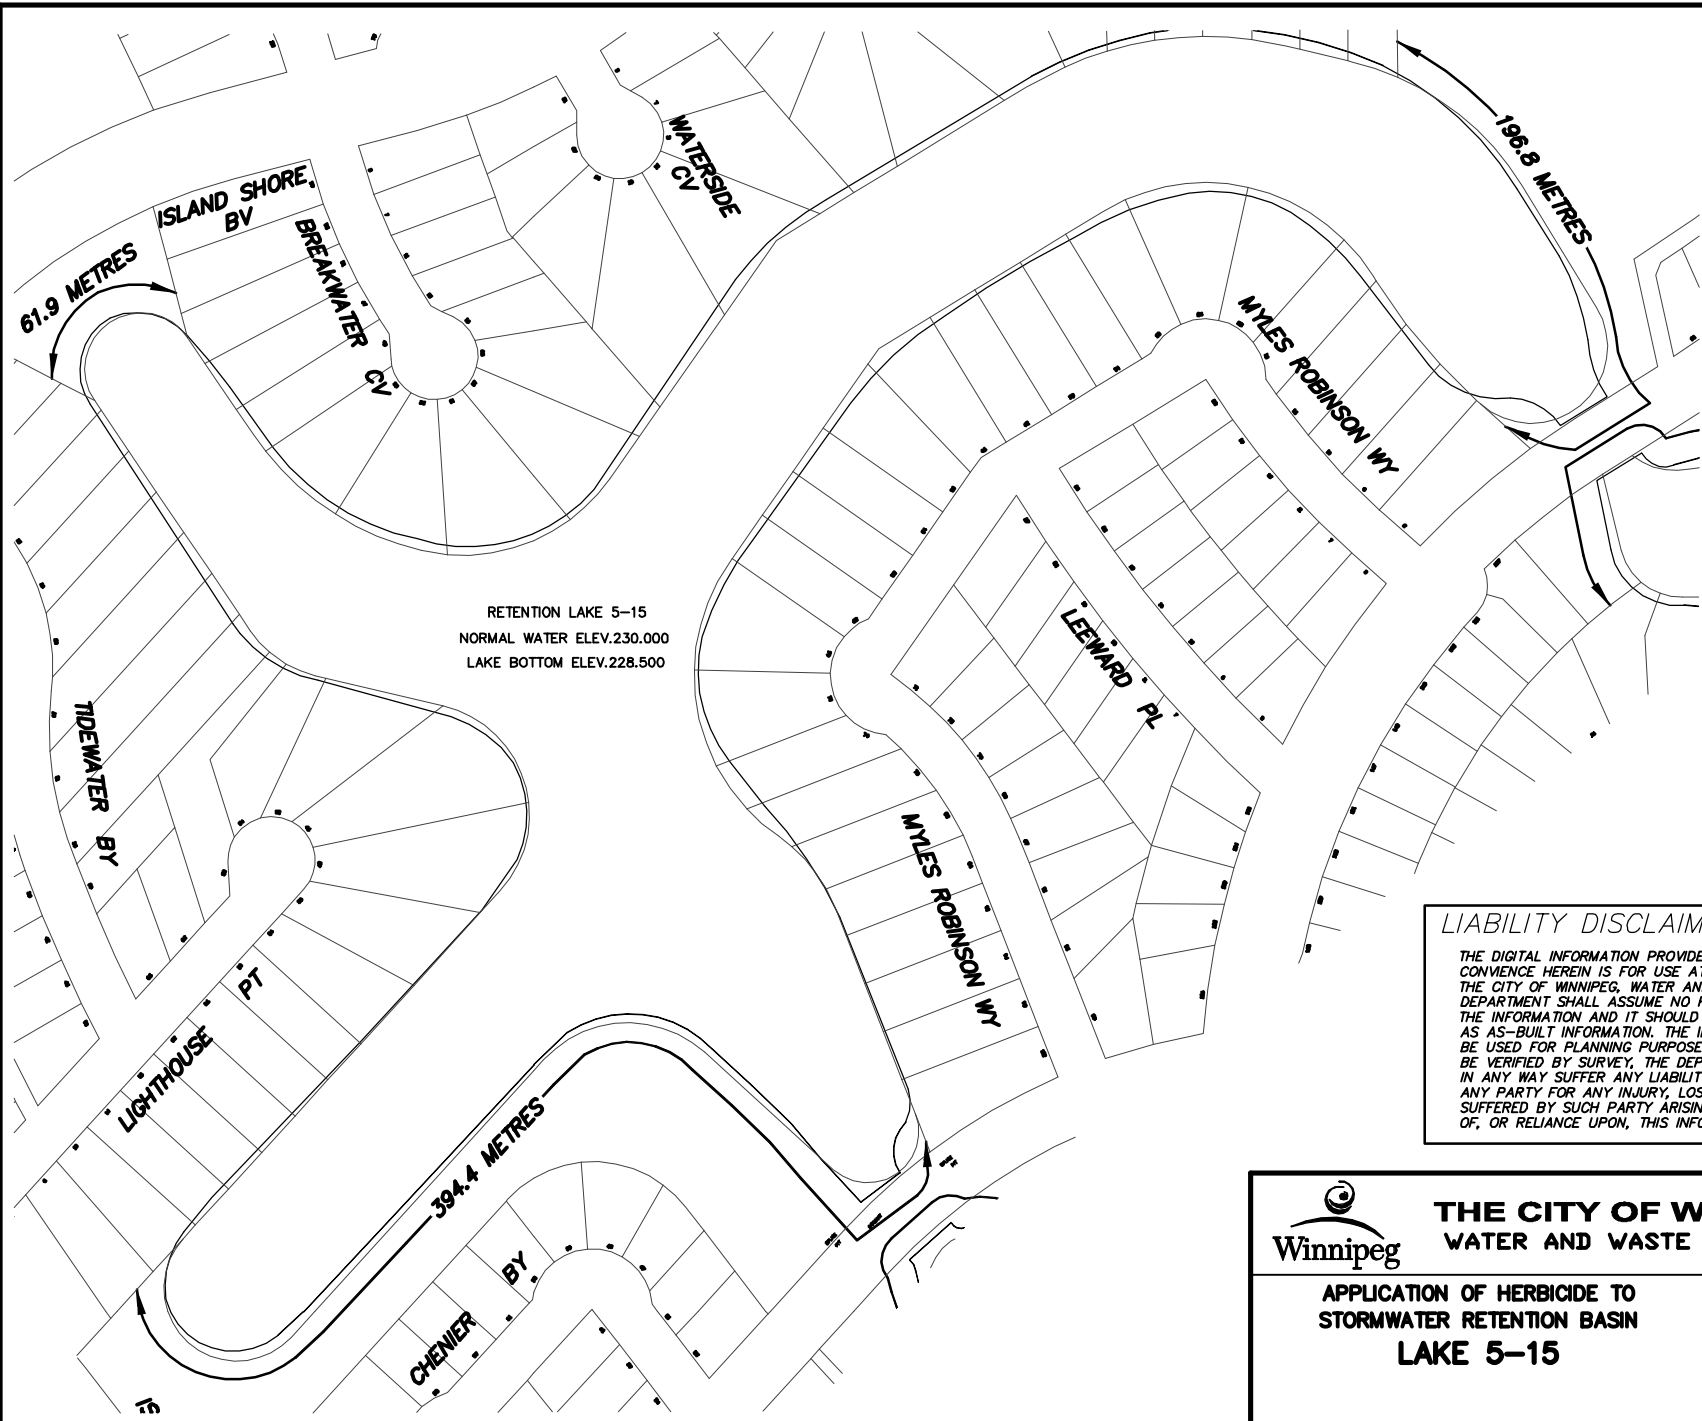 WATERSIDE
CV
196.8 METRES
ISLAND SHORE
BV
BREAKWATER CV
61.9 METRES
MYLES ROBINSON WY
RETENTION LAKE 5-15
NORMAL WATER ELEV.230.000
LAKE BOTTOM ELEV.228.500
LEEWARD PL
TIDEWATER BY
MYLES ROBINSON WY
LIGHTHOUSE PT
394.4 METRES
CHENIER BY
LIABILITY DISCLAIM
THE DIGITAL INFORMATION PROVIDE
CONVIENCE HEREIN IS FOR USE AT
THE CITY OF WINNIPEG, WATER AN
DEPARTMENT SHALL ASSUME NO
THE INFORMATION AND IT SHOULD
AS AS-BUILT INFORMATION. THE
BE USED FOR PLANNING PURPOSE
BE VERIFIED BY SURVEY, THE DEP
IN ANY WAY SUFFER ANY LIABILIT
ANY PARTY FOR ANY INJURY, LOS
SUFFERED BY SUCH PARTY ARISIN
OF, OR RELIANCE UPON, THIS INFO
Winnipeg
THE CITY OF W
WATER AND WASTE
APPLICATION OF HERBICIDE TO
STORMWATER RETENTION BASIN
LAKE 5-15